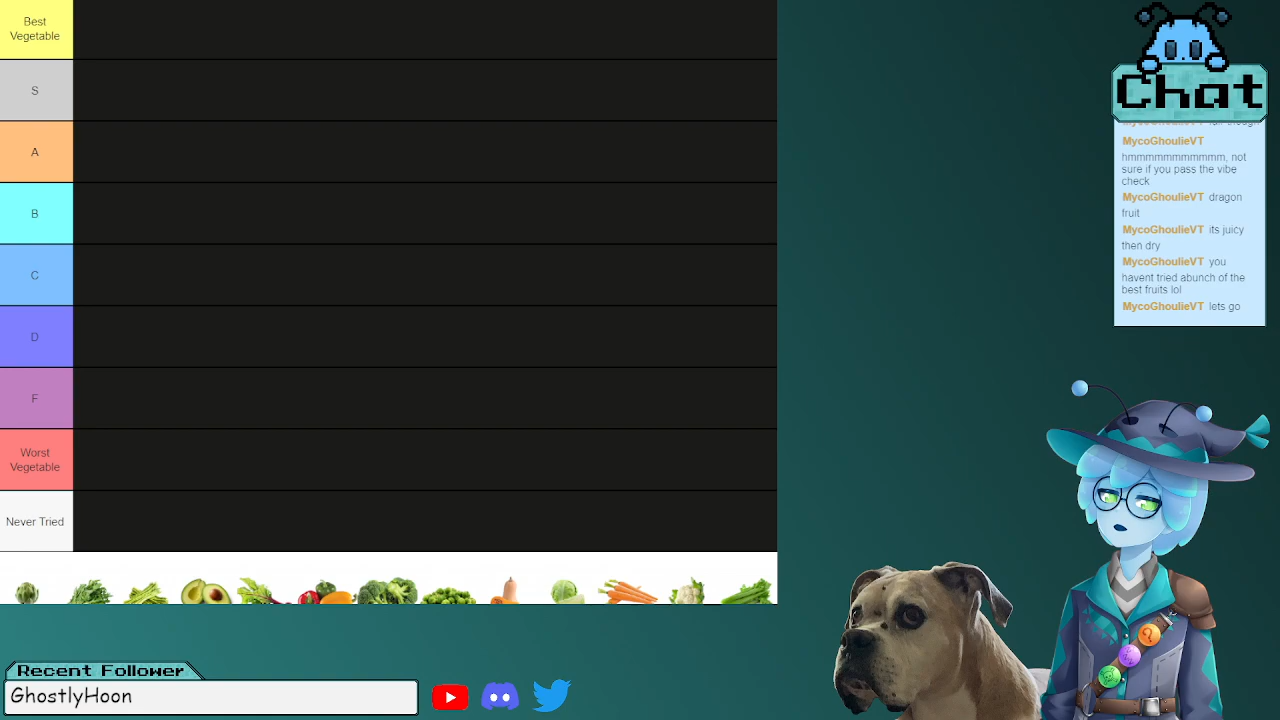 Best
Vegetable
S
A
B
C
D
F
Worst
Vegetable
Never Tried
Chat
MycoGhoulieVT
hmmmmmmmmmmm, not
sure if you pass the vibe
check
MycoGhoulieVT dragon
fruit
MycoGhoulieVT its juicy
then dry
MycoGhoulieVT you
havent tried abunch of the
best fruits lol
MycoGhoulieVT lets go
Recent Follower
GhostlyHoon